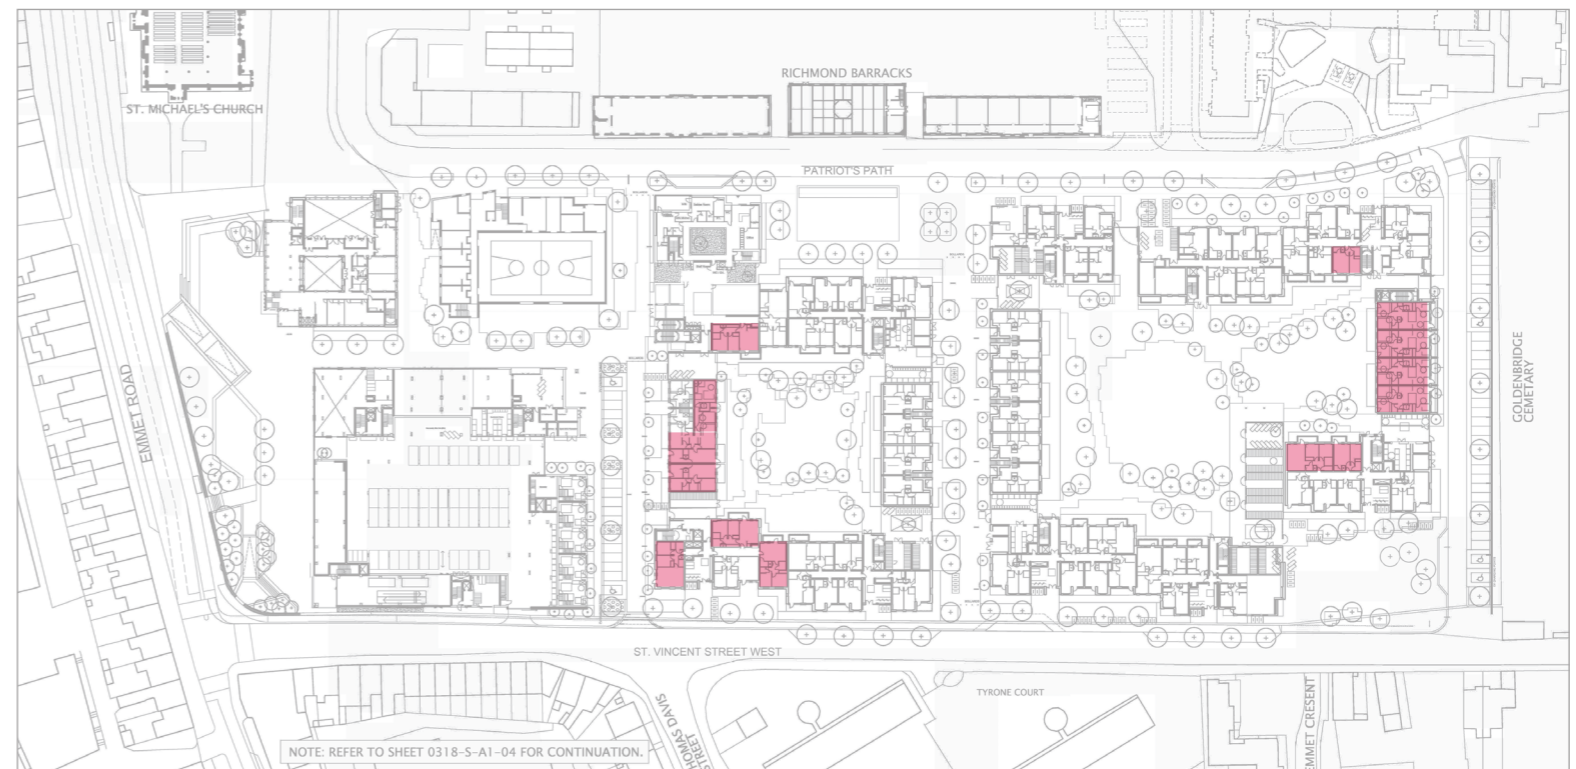 RICHMOND BARRACKS
ST. MICHAEL'S CHURCH
PATRIOT'S PATH
EMMET ROAD
GOLDENBRIDGE
CEMETARY
ST. VINCENT STREET WEST
TYRONE COURT
THOMAS DAVIS
STREET
EMMET CRESENT
NOTE: REFER TO SHEET 0318-S-A1-04 FOR CONTINUATION.